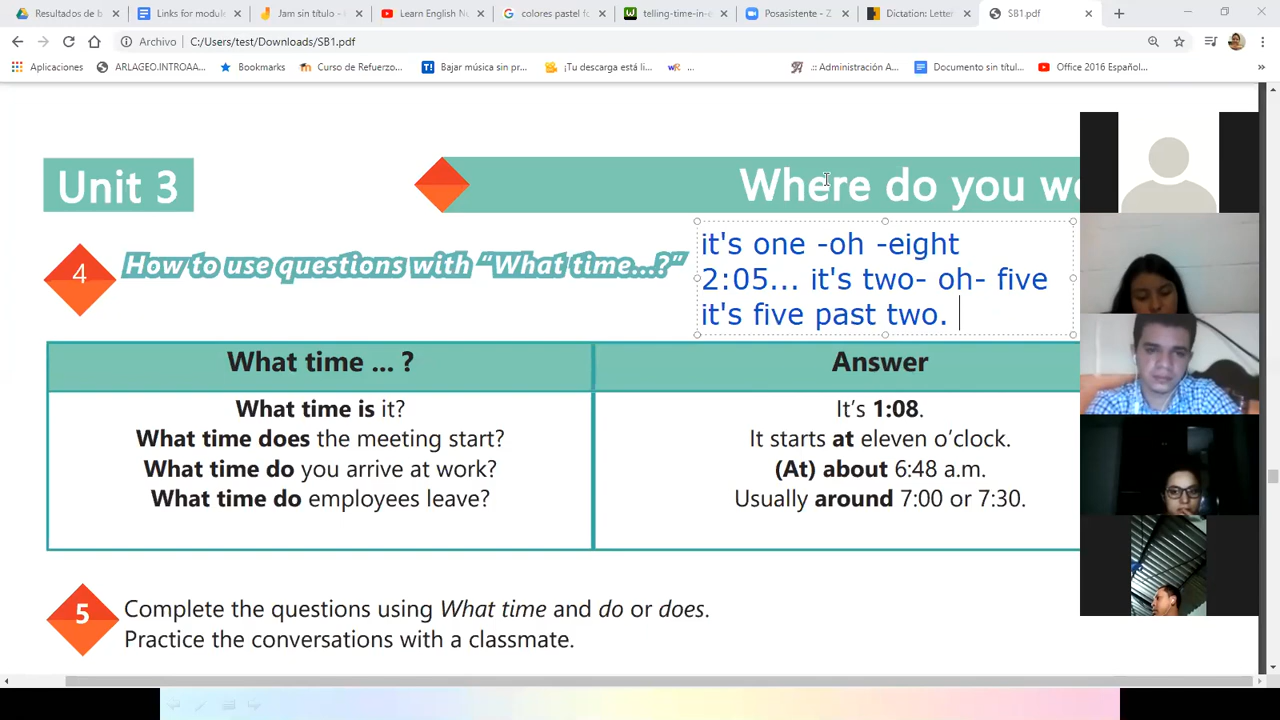 Resultados de b
Links for module
Jam sin título - i
Learn English Nu
colores pastel fo
telling-time-in-e
Posasistente - Z
Dictation: Letter
SB1.pdf
Archivo C:/Users/test/Downloads/SB1.pdf
Aplicaciones
ARLAGEO.INTROAA...
Bookmarks
Curso de Refuerzo...
Bajar música sin pr...
¡Tu descarga está li...
...
.:: Administración A...
Documento sin títul...
Office 2016 Español...
»
Unit 3
Where do you wo
4
How to use questions with “What time...?”
it's one -oh -eight
2:05... it's two- oh- five
it's five past two.
What time ... ?
Answer
What time is it?
It’s 1:08.
What time does the meeting start?
It starts at eleven o’clock.
What time do you arrive at work?
(At) about 6:48 a.m.
What time do employees leave?
Usually around 7:00 or 7:30.
5
Complete the questions using What time and do or does.
Practice the conversations with a classmate.